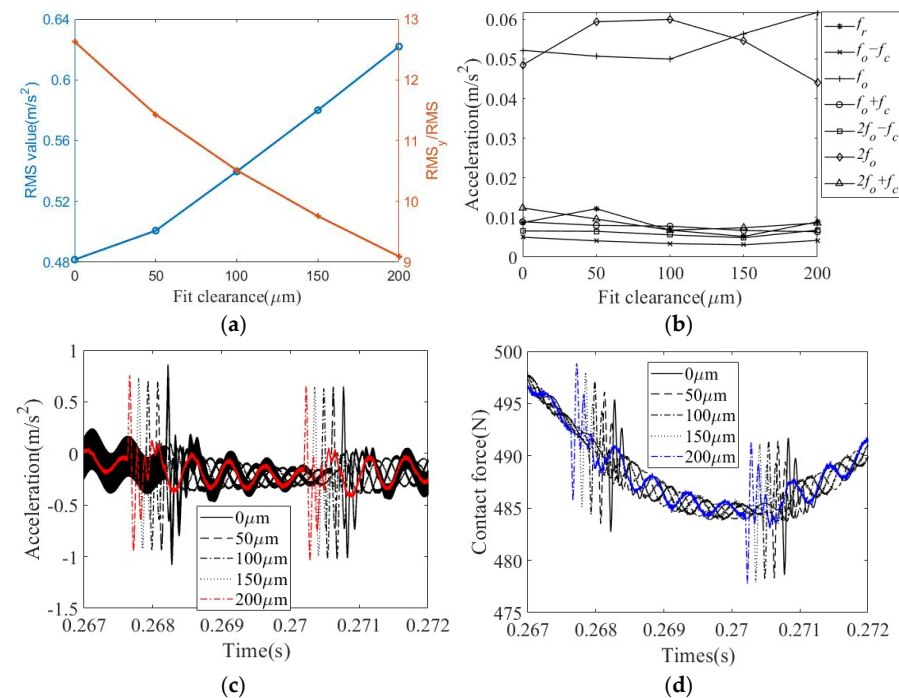 0.64
0.6
0.56
0.52
0.48
RMS value(m/s²)
13
12
11
10
9
RMS_y/RMS
0 50 100 150 200
Fit clearance(μm)
(a)
0.06
0.05
0.04
0.03
0.02
0.01
0
Acceleration(m/s²)
0 50 100 150 200
Fit clearance(μm)
f_r
f_o−f_c
f_o
f_o+f_c
2f_o−f_c
2f_o
2f_o+f_c
(b)
1
0.5
0
-0.5
-1
-1.5
Acceleration(m/s²)
0μm
50μm
100μm
150μm
200μm
0.267 0.268 0.269 0.27 0.271 0.272
Time(s)
(c)
500
495
490
485
480
475
Contact force(N)
0μm
50μm
100μm
150μm
200μm
0.267 0.268 0.269 0.27 0.271 0.272
Times(s)
(d)